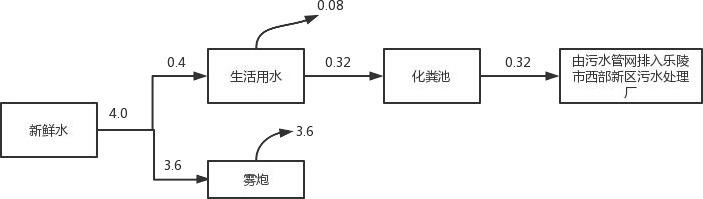 0.08
0.4
生活用水
0.32
化粪池
0.32
由污水管网排入乐陵
市西部新区污水处理
厂
新鲜水
4.0
3.6
雾炮
3.6